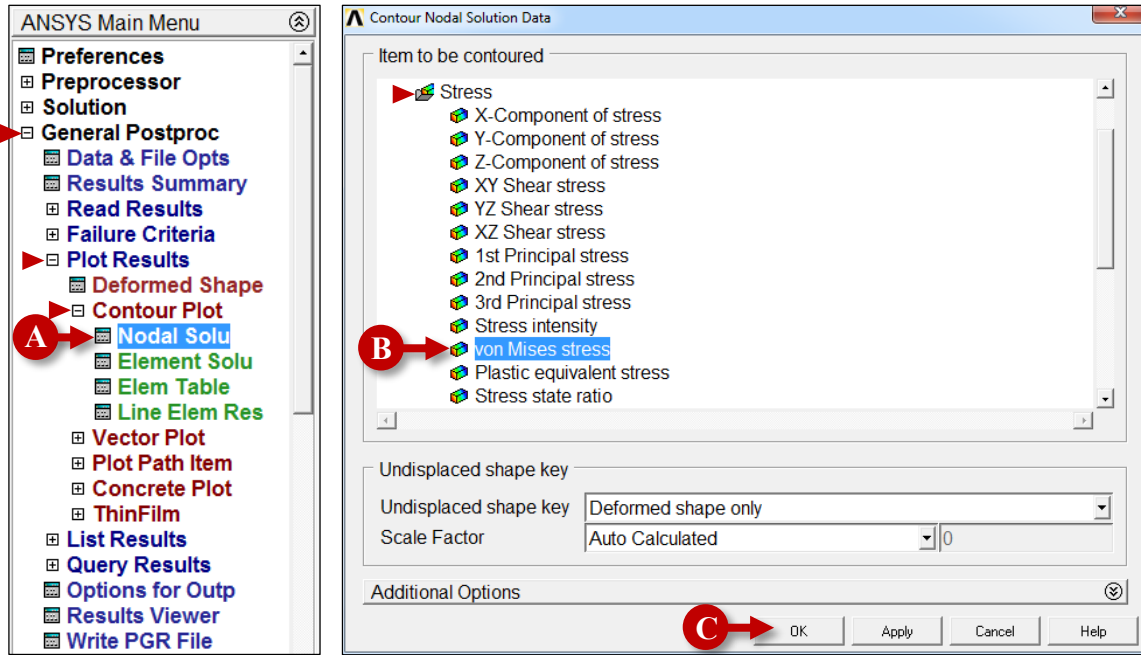 ANSYS Main Menu
Preferences
Preprocessor
Solution
General Postproc
Data & File Opts
Results Summary
Read Results
Failure Criteria
Plot Results
Deformed Shape
Contour Plot
A
Nodal Solu
Element Solu
Elem Table
Line Elem Res
Vector Plot
Plot Path Item
Concrete Plot
ThinFilm
List Results
Query Results
Options for Outp
Results Viewer
Write PGR File
Contour Nodal Solution Data
Item to be contoured
Stress
X-Component of stress
Y-Component of stress
Z-Component of stress
XY Shear stress
YZ Shear stress
XZ Shear stress
1st Principal stress
2nd Principal stress
3rd Principal stress
Stress intensity
B
von Mises stress
Plastic equivalent stress
Stress state ratio
Undisplaced shape key
Undisplaced shape key Deformed shape only
Scale Factor Auto Calculated 0
Additional Options
C
OK Apply Cancel Help